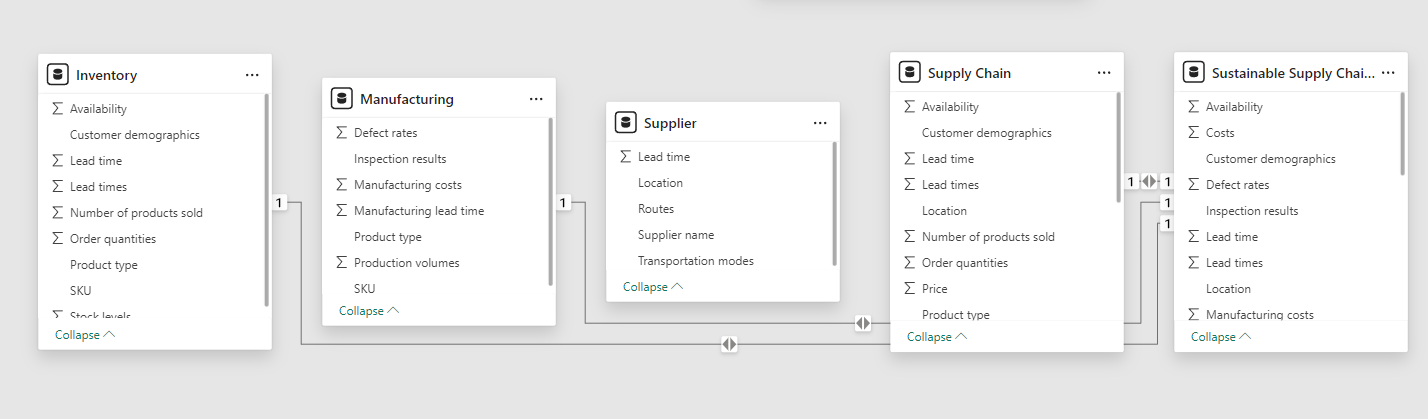 Inventory
Availability
Customer demographics
Lead time
Lead times
Number of products sold
Order quantities
Product type
SKU
Stock levels
Collapse
1
Manufacturing
Defect rates
Inspection results
Manufacturing costs
Manufacturing lead time
Product type
Production volumes
SKU
Collapse
1
Supplier
Lead time
Location
Routes
Supplier name
Transportation modes
Collapse
Supply Chain
Availability
Customer demographics
Lead time
Lead times
Location
Number of products sold
Order quantities
Price
Product type
Collapse
1
1
1
1
Sustainable Supply Chai...
Availability
Costs
Customer demographics
Defect rates
Inspection results
Lead time
Lead times
Location
Manufacturing costs
Collapse